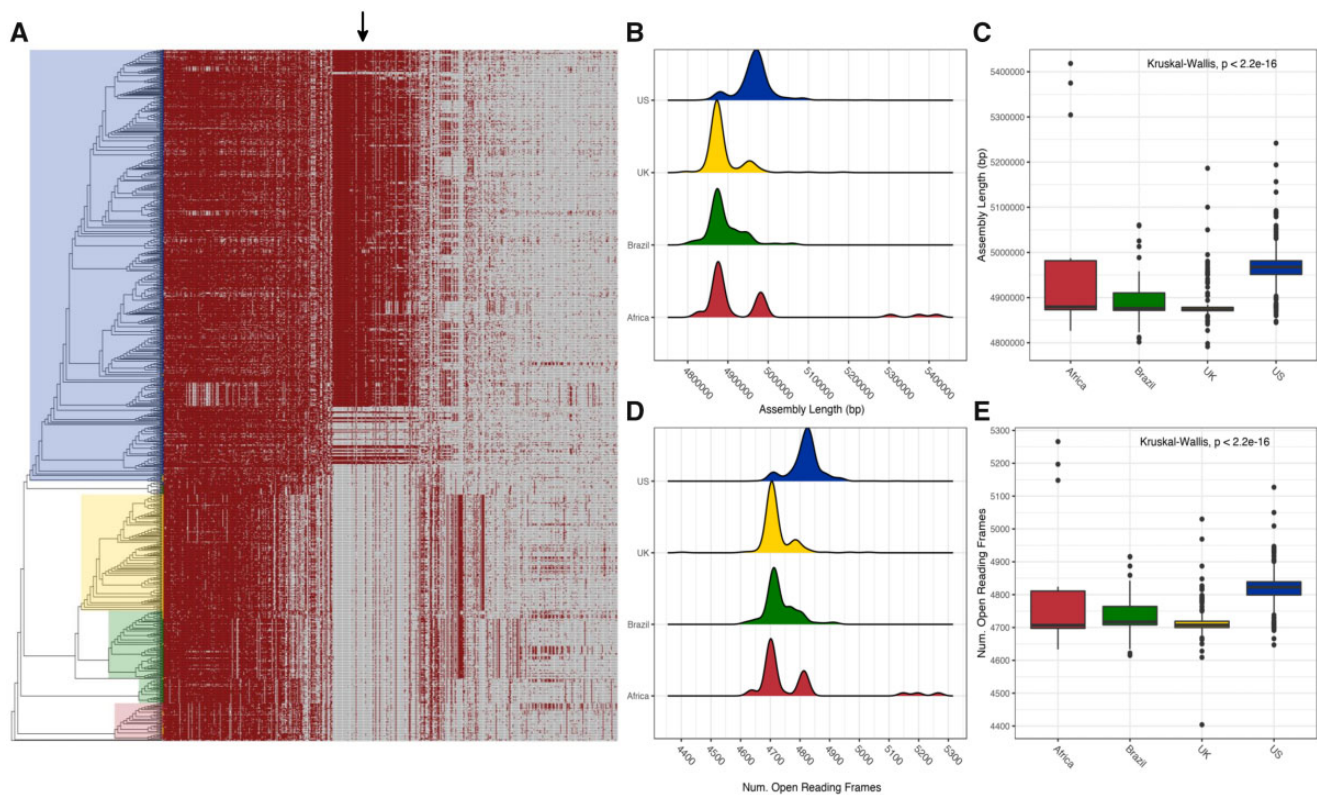 A
B
US
UK
Brazil
Africa
4800000
4900000
5000000
5100000
5200000
5300000
5400000
Assembly Length (bp)
C
Kruskal-Wallis, p < 2.2e-16
Assembly Length (bp)
5400000
5300000
5200000
5100000
5000000
4900000
4800000
Africa
Brazil
UK
US
D
US
UK
Brazil
Africa
4400
4500
4600
4700
4800
4900
5000
5100
5200
5300
Num. Open Reading Frames
E
Kruskal-Wallis, p < 2.2e-16
Num. Open Reading Frames
5300
5200
5100
5000
4900
4800
4700
4600
4500
4400
Africa
Brazil
UK
US